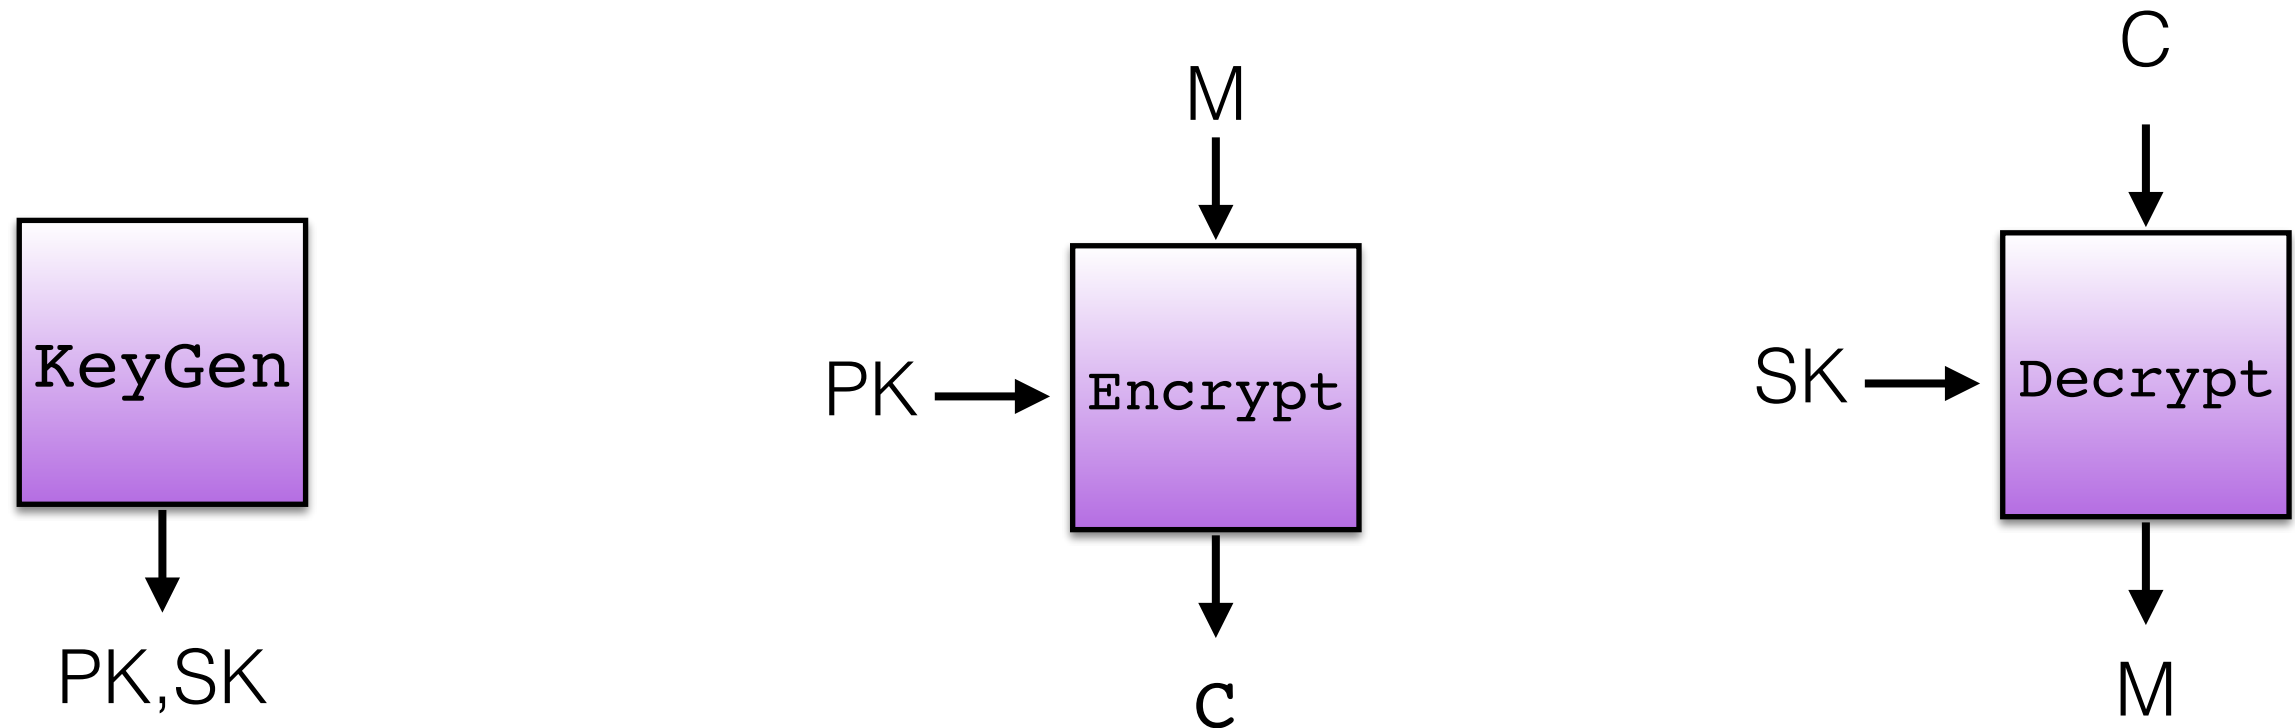 KeyGen
PK,SK
M
PK
Encrypt
C
C
SK
Decrypt
M